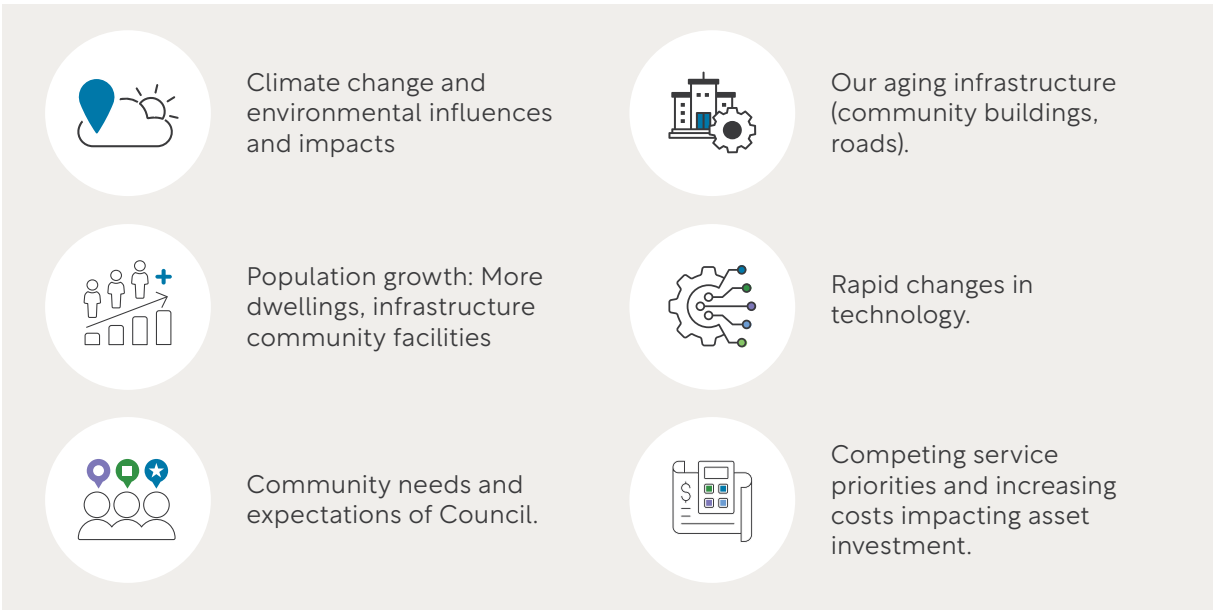 Climate change and
environmental influences
and impacts
Our aging infrastructure
(community buildings,
roads).
Population growth: More
dwellings, infrastructure
community facilities
Rapid changes in
technology.
Community needs and
expectations of Council.
Competing service
priorities and increasing
costs impacting asset
investment.
$